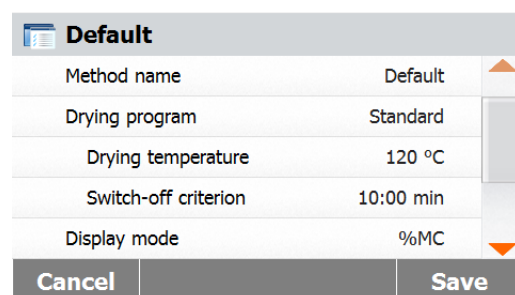 Default
Method name Default
Drying program Standard
Drying temperature 120 ºC
Switch-off criterion 10:00 min
Display mode %MC
Cancel Save